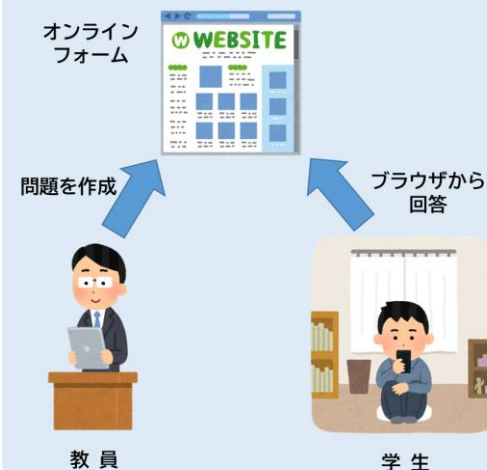 オンライン
フォーム
WEBSITE
問題を作成
ブラウザから
回答
教 員
学 生